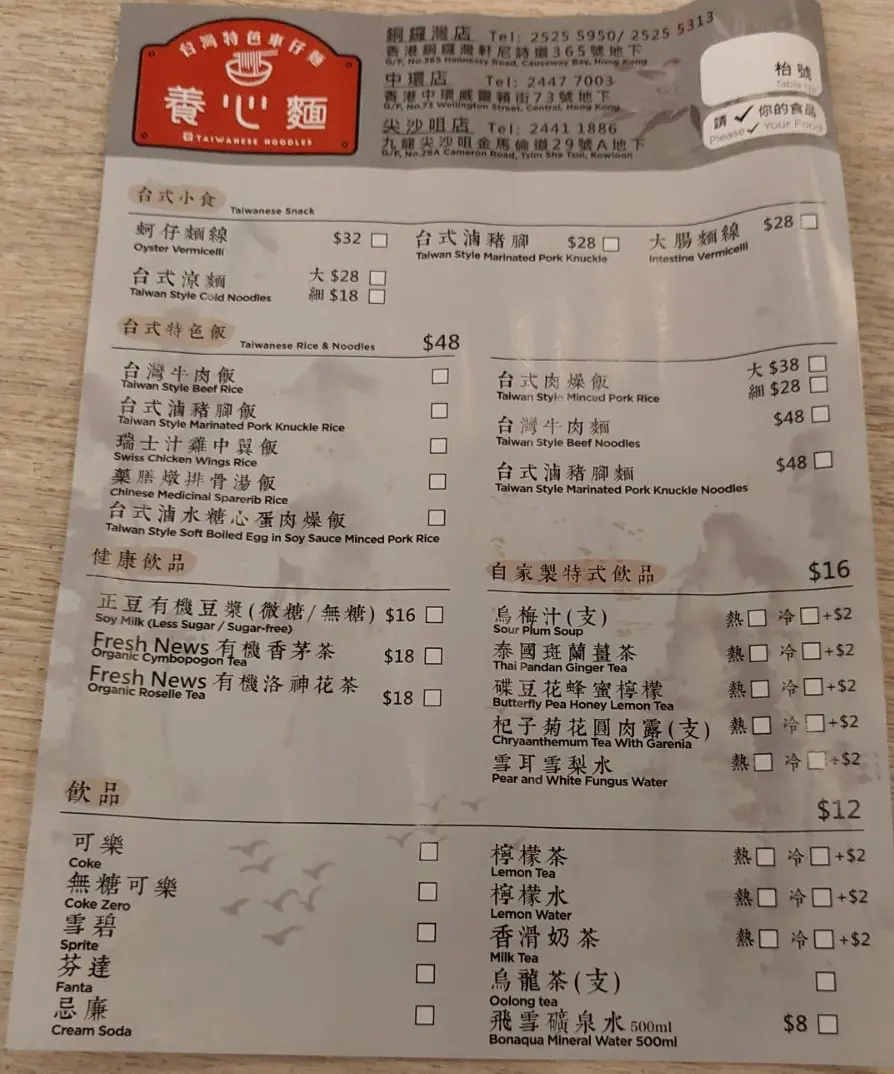 台灣特色車仔麵
養心麵
TAIWANESE NOODLES
銅鑼灣店 Tel: 2525 5950/ 2525 5313
香港銅鑼灣軒尼詩道365號地下
G/F, No.365 Hennessy Road, Causeway Bay, Hong Kong
中環店 Tel: 2447 7003
香港中環威靈頓街73號地下
G/F, No.73 Wellington Street, Central, Hong Kong
尖沙咀店 Tel: 2441 1886
九龍尖沙咀金馬倫道29號A地下
G/F, No.29A Cameron Road, Tsim Sha Tsui, Kowloon
枱號
Table No
請 ✓ 你的食品
Please ✓ Your Food
台式小食 Taiwanese Snack
蚵仔麵線 $32
Oyster Vermicelli
台式滷豬腳 $28
Taiwan Style Marinated Pork Knuckle
大腸麵線 $28
Intestine Vermicelli
台式涼麵 大 $28
Taiwan Style Cold Noodles 細 $18
台式特色飯 Taiwanese Rice & Noodles $48
台灣牛肉飯
Taiwan Style Beef Rice
台式滷豬腳飯
Taiwan Style Marinated Pork Knuckle Rice
瑞士汁雞中翼飯
Swiss Chicken Wings Rice
藥膳燉排骨湯飯
Chinese Medicinal Sparerib Rice
台式滷水糖心蛋肉燥飯
Taiwan Style Soft Boiled Egg in Soy Sauce Minced Pork Rice
台式肉燥飯 大 $38
Taiwan Style Minced Pork Rice 細 $28
台灣牛肉麵 $48
Taiwan Style Beef Noodles
台式滷豬腳麵 $48
Taiwan Style Marinated Pork Knuckle Noodles
健康飲品
正豆有機豆漿(微糖/無糖) $16
Soy Milk (Less Sugar / Sugar-free)
Fresh News 有機香茅茶 $18
Organic Cymbopogon Tea
Fresh News 有機洛神花茶 $18
Organic Roselle Tea
自家製特式飲品 $16
烏梅汁(支) 熱 冷 +$2
Sour Plum Soup
泰國班蘭薑茶 熱 冷 +$2
Thai Pandan Ginger Tea
碟豆花蜂蜜檸檬 熱 冷 +$2
Butterfly Pea Honey Lemon Tea
杞子菊花圓肉露(支) 熱 冷 +$2
Chryaanthemum Tea With Garenia
雪耳雪梨水 熱 冷 +$2
Pear and White Fungus Water
飲品 $12
可樂
Coke
無糖可樂
Coke Zero
雪碧
Sprite
芬達
Fanta
忌廉
Cream Soda
檸檬茶 熱 冷 +$2
Lemon Tea
檸檬水 熱 冷 +$2
Lemon Water
香滑奶茶 熱 冷 +$2
Milk Tea
烏龍茶(支)
Oolong tea
飛雪礦泉水 500ml $8
Bonaqua Mineral Water 500ml